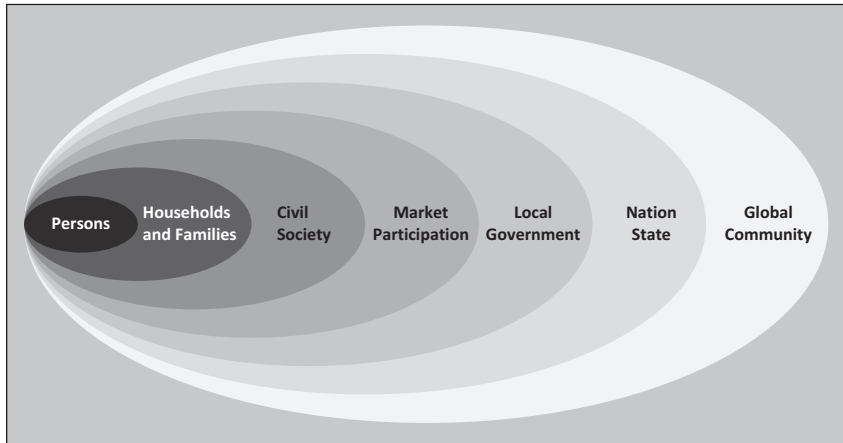 Persons
Households
and Families
Civil
Society
Market
Participation
Local
Government
Nation
State
Global
Community